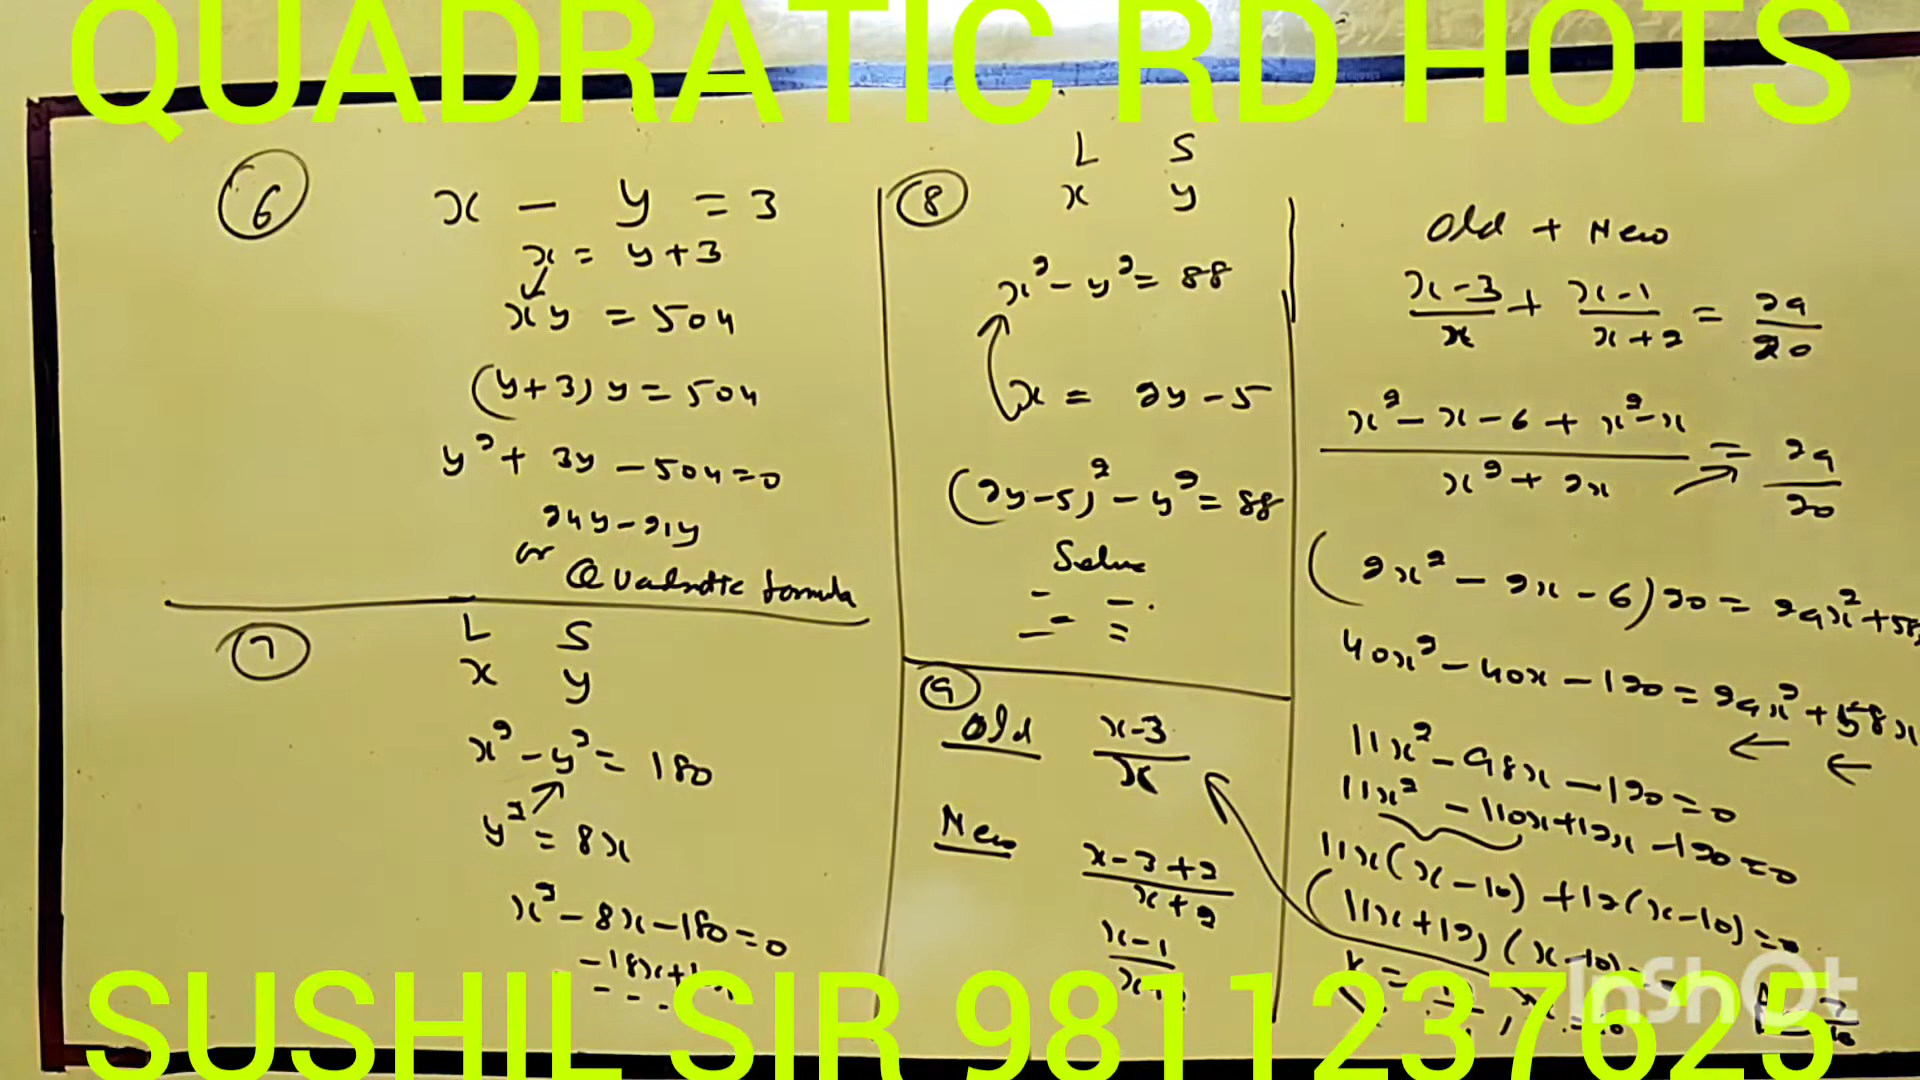 QUADRATIC RD HOTS
6
x - y = 3
x = y + 3
xy = 504
(y+3) y = 504
y² + 3y - 504 = 0
24y - 21y
or Quadratic formula
7
L S
x y
x² - y² = 180
y² = 8x
x² - 8x - 180 = 0
8
L S
x y
x² - y² = 88
x = 2y - 5
(2y-5)² - y² = 88
Solve
9
Old x-3/x
New x-3+2/x+2
Old + New
x-3/x + x-1/x+2 = 29/20
x² - x - 6 + x² - x/x² + 2x = 29/20
(2x² - 2x - 6) 20 = 29x² + 58
40x² - 40x - 120 = 29x² + 58x
11x² - 98x - 120 = 0
11x² - 110x + 12x - 120 = 0
11x(x-10) + 12(x-10) = 0
(11x+12) (x-10)
InShOt
SUSHIL SIR 9811237625